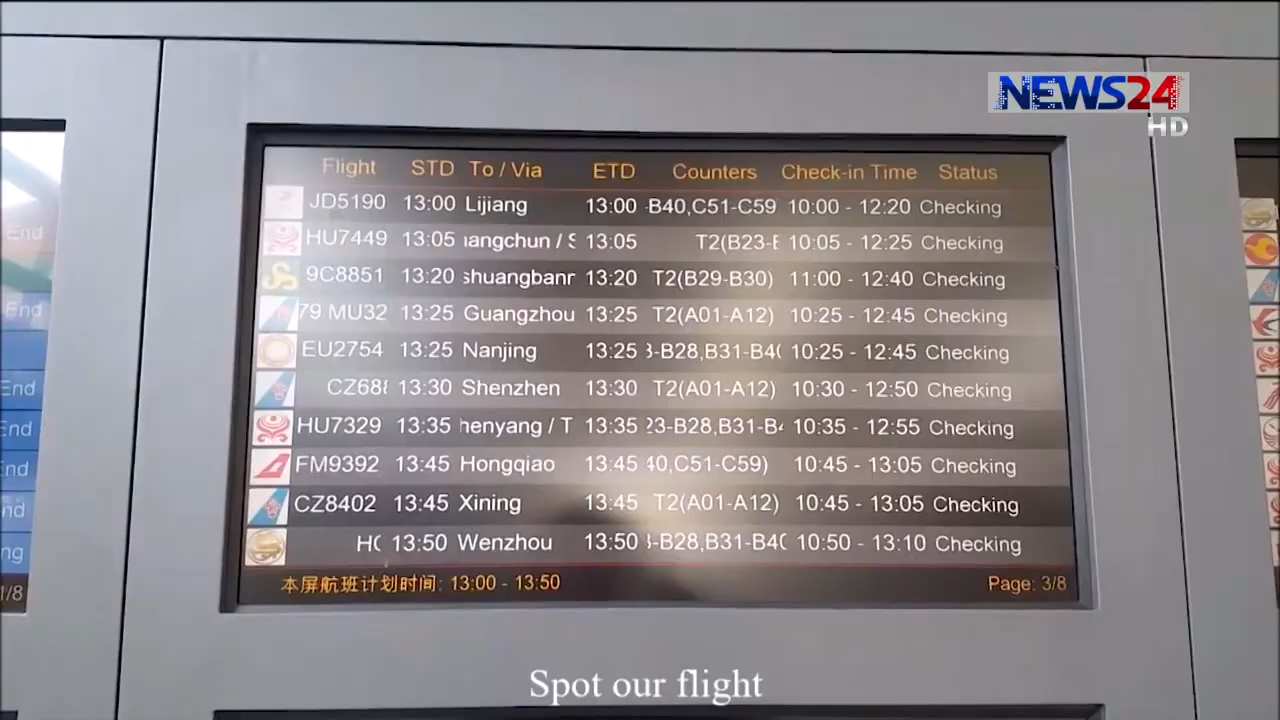 NEWS24
HD
Flight STD To / Via ETD Counters Check-in Time Status
JD5190 13:00 Lijiang 13:00 -B40,C51-C59 10:00 - 12:20 Checking
HU7449 13:05 angchun / S 13:05 T2(B23-B 10:05 - 12:25 Checking
9C8851 13:20 shuangbann 13:20 T2(B29-B30) 11:00 - 12:40 Checking
79 MU32 13:25 Guangzhou 13:25 T2(A01-A12) 10:25 - 12:45 Checking
EU2754 13:25 Nanjing 13:25 3-B28,B31-B40 10:25 - 12:45 Checking
CZ688 13:30 Shenzhen 13:30 T2(A01-A12) 10:30 - 12:50 Checking
HU7329 13:35 henyang / T 13:35 23-B28,B31-B4 10:35 - 12:55 Checking
FM9392 13:45 Hongqiao 13:45 40,C51-C59) 10:45 - 13:05 Checking
CZ8402 13:45 Xining 13:45 T2(A01-A12) 10:45 - 13:05 Checking
HO 13:50 Wenzhou 13:50 3-B28,B31-B40 10:50 - 13:10 Checking
本屏航班计划时间: 13:00 - 13:50 Page: 3/8
End
End
End
End
End
1/8
Spot our flight